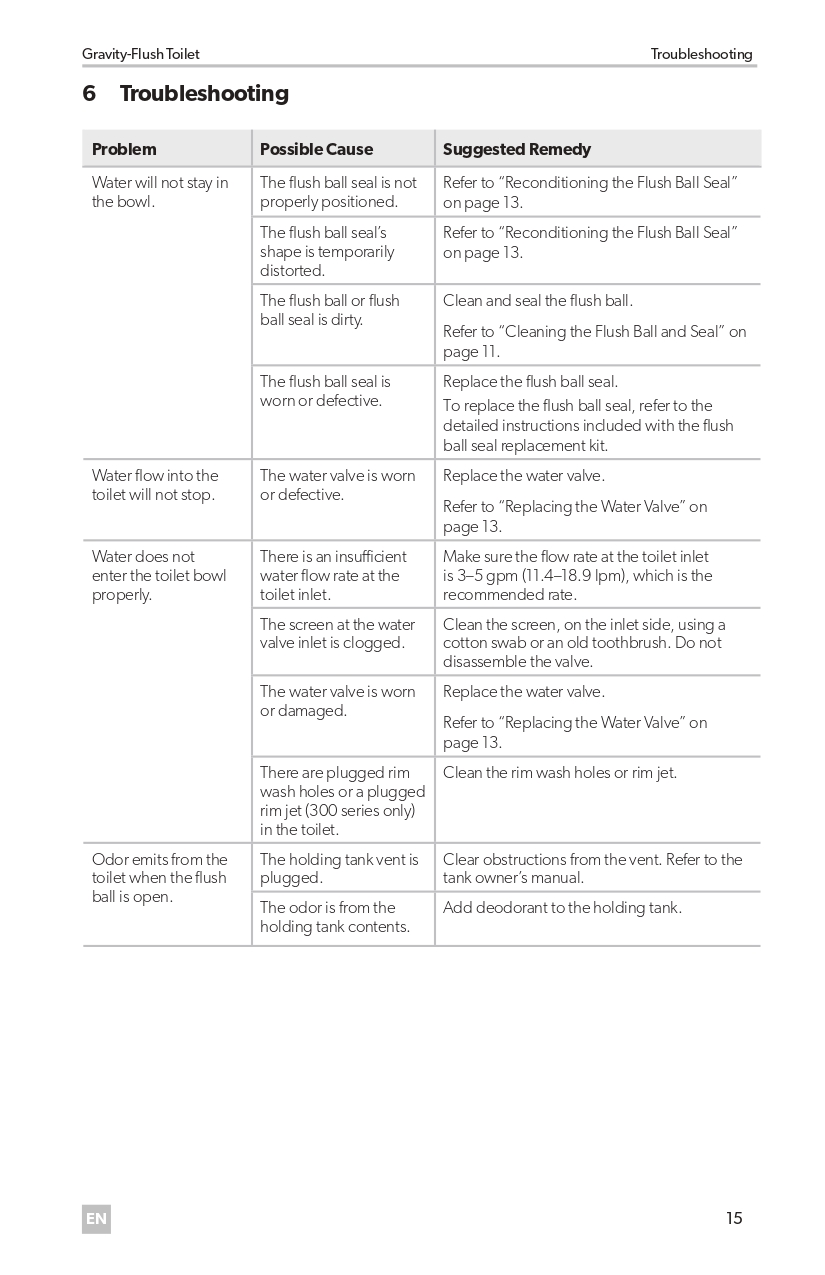 Gravity-Flush Toilet Troubleshooting
6 Troubleshooting
Problem Possible Cause Suggested Remedy
Water will not stay in
the bowl.
The flush ball seal is not
properly positioned.
Refer to “Reconditioning the Flush Ball Seal”
on page 13.
The flush ball seal’s
shape is temporarily
distorted.
Refer to “Reconditioning the Flush Ball Seal”
on page 13.
The flush ball or flush
ball seal is dirty.
Clean and seal the flush ball.
Refer to “Cleaning the Flush Ball and Seal” on
page 11.
The flush ball seal is
worn or defective.
Replace the flush ball seal.
To replace the flush ball seal, refer to the
detailed instructions included with the flush
ball seal replacement kit.
Water flow into the
toilet will not stop.
The water valve is worn
or defective.
Replace the water valve.
Refer to “Replacing the Water Valve” on
page 13.
Water does not
enter the toilet bowl
properly.
There is an insufficient
water flow rate at the
toilet inlet.
Make sure the flow rate at the toilet inlet
is 3–5 gpm (11.4–18.9 lpm), which is the
recommended rate.
The screen at the water
valve inlet is clogged.
Clean the screen, on the inlet side, using a
cotton swab or an old toothbrush. Do not
disassemble the valve.
The water valve is worn
or damaged.
Replace the water valve.
Refer to “Replacing the Water Valve” on
page 13.
There are plugged rim
wash holes or a plugged
rim jet (300 series only)
in the toilet.
Clean the rim wash holes or rim jet.
Odor emits from the
toilet when the flush
ball is open.
The holding tank vent is
plugged.
Clear obstructions from the vent. Refer to the
tank owner’s manual.
The odor is from the
holding tank contents.
Add deodorant to the holding tank.
EN 15